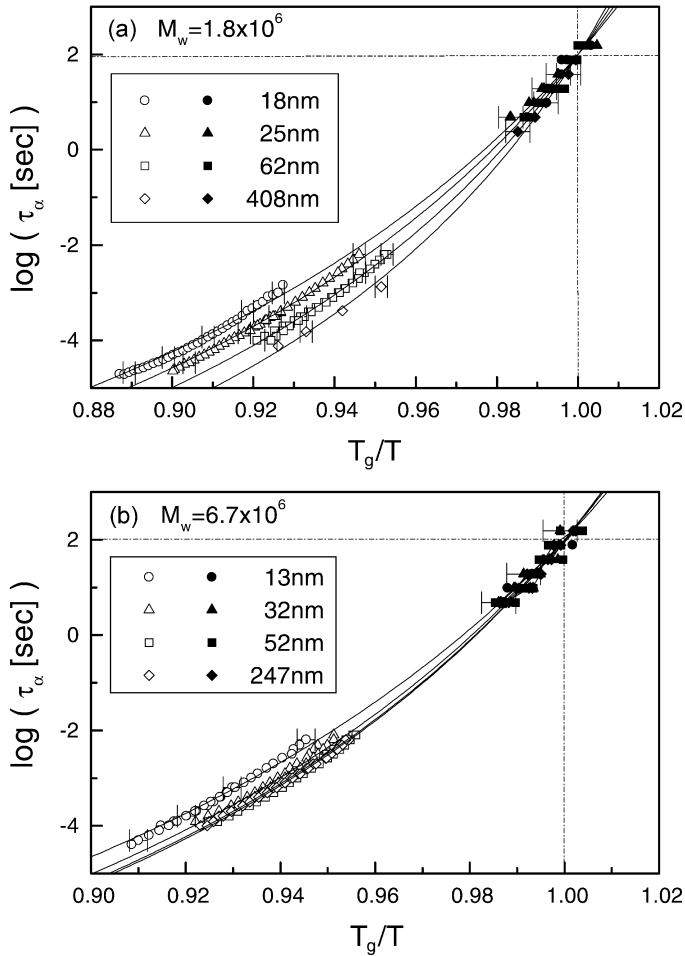 (a) M_w=1.8x10^6
18nm
25nm
62nm
408nm
log ( τ_α [sec] )
2
0
-2
-4
0.88 0.90 0.92 0.94 0.96 0.98 1.00 1.02
T_g/T
(b) M_w=6.7x10^6
13nm
32nm
52nm
247nm
log ( τ_α [sec] )
2
0
-2
-4
0.90 0.92 0.94 0.96 0.98 1.00 1.02
T_g/T